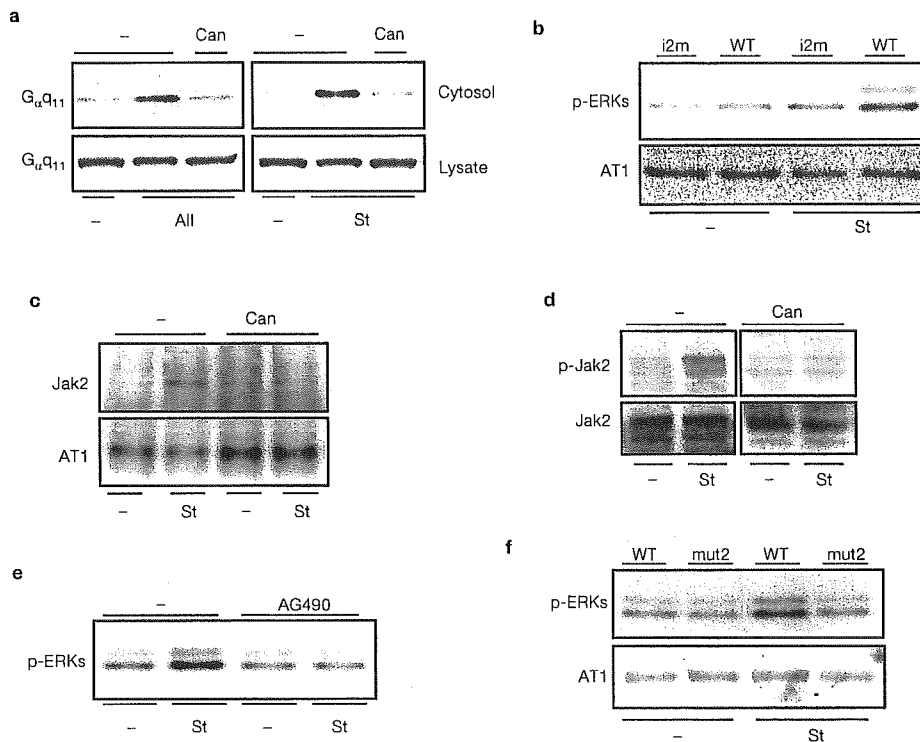 a
– Can – Can
Gαq11 Cytosol
Gαq11 Lysate
– All – St
b
i2m WT i2m WT
p-ERKs
AT1
– St
c
– Can
Jak2
AT1
– St – St
d
– Can
p-Jak2
Jak2
– St – St
e
– AG490
p-ERKs
– St – St
f
WT mut2 WT mut2
p-ERKs
AT1
– St